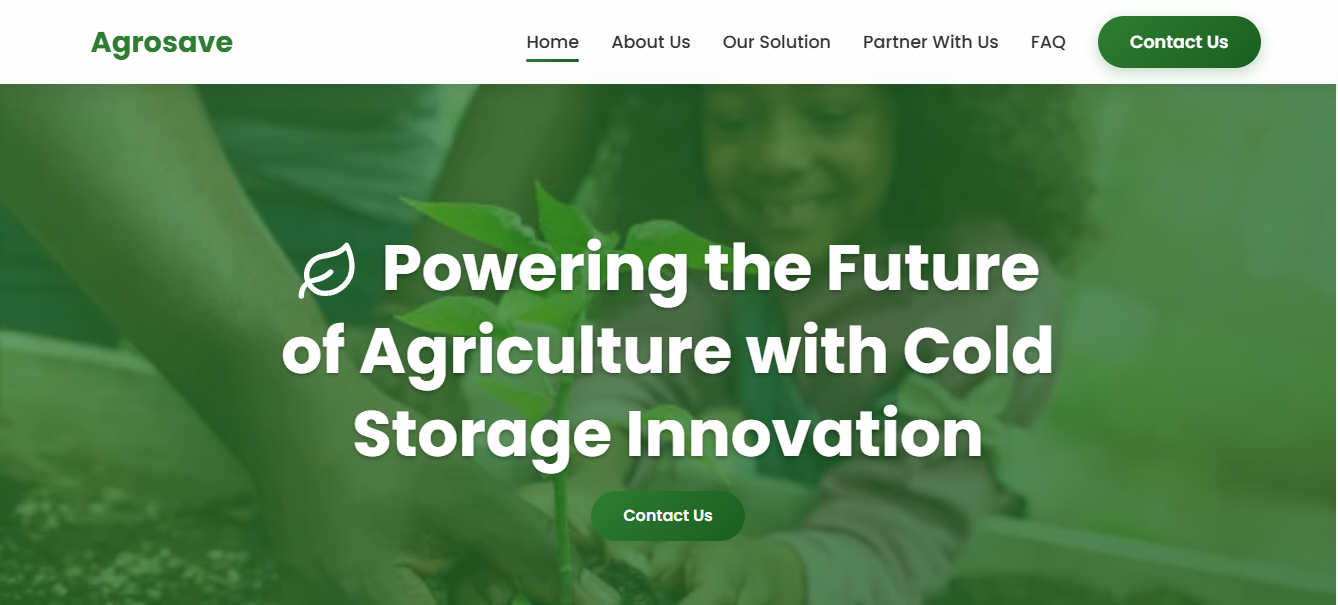 Agrosave
Home
About Us
Our Solution
Partner With Us
FAQ
Contact Us
Powering the Future
of Agriculture with Cold
Storage Innovation
Contact Us